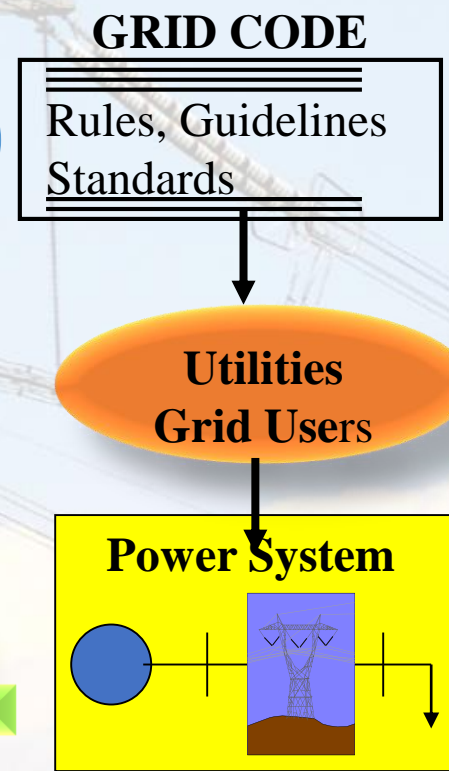 GRID CODE
Rules, Guidelines
Standards
Utilities
Grid Users
Power System